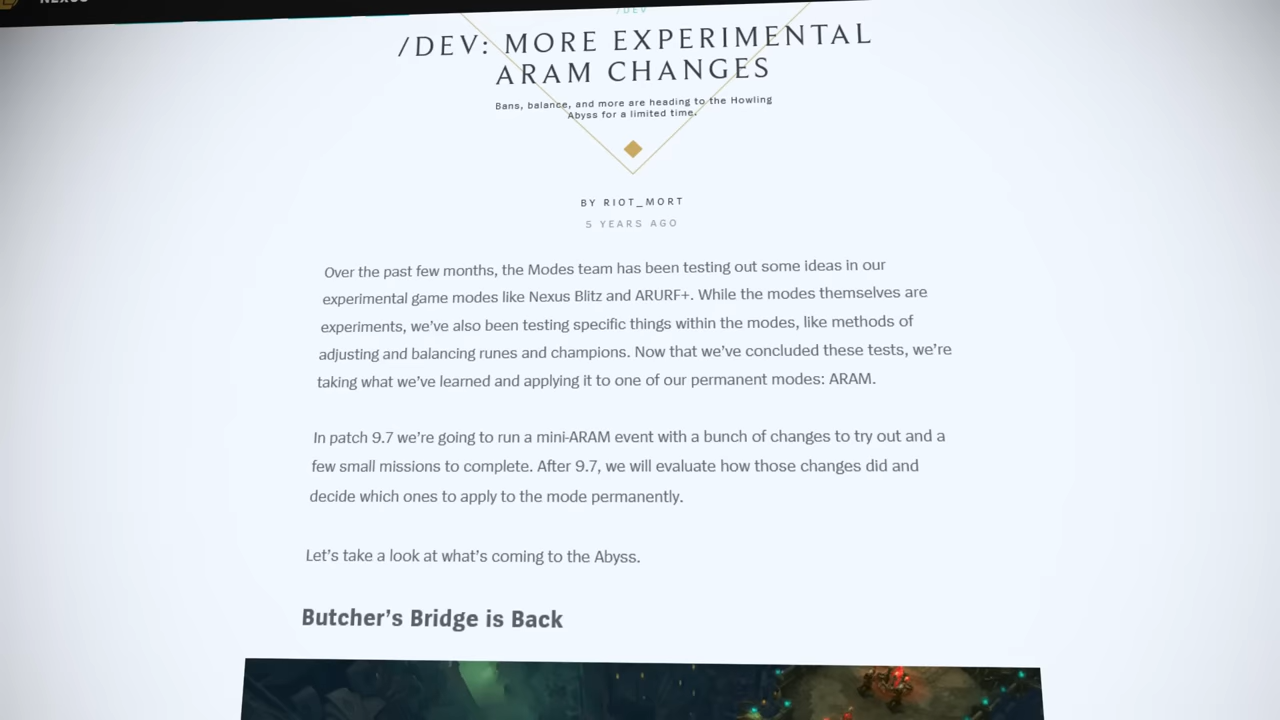 NEXUS
/DEV
/DEV: MORE EXPERIMENTAL
ARAM CHANGES
Bans, balance, and more are heading to the Howling
Abyss for a limited time.
BY RIOT_MORT
5 YEARS AGO
Over the past few months, the Modes team has been testing out some ideas in our
experimental game modes like Nexus Blitz and ARURF+. While the modes themselves are
experiments, we've also been testing specific things within the modes, like methods of
adjusting and balancing runes and champions. Now that we've concluded these tests, we're
taking what we've learned and applying it to one of our permanent modes: ARAM.
In patch 9.7 we're going to run a mini-ARAM event with a bunch of changes to try out and a
few small missions to complete. After 9.7, we will evaluate how those changes did and
decide which ones to apply to the mode permanently.
Let's take a look at what's coming to the Abyss.
Butcher's Bridge is Back